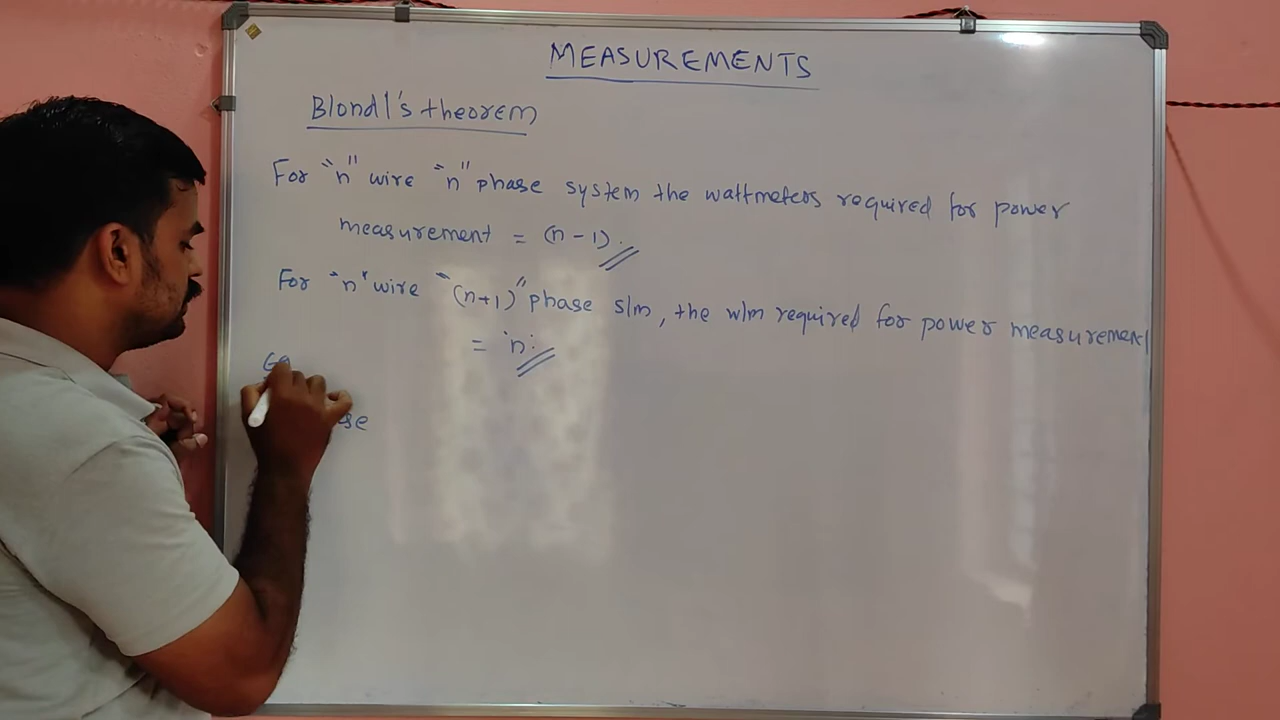 MEASUREMENTS
Blondl's theorem
For "n" wire "n" phase system the wattmeters required for power
measurement = (n-1).
For "n" wire "(n+1)" phase s/m, the w/m required for power measurement
= "n".